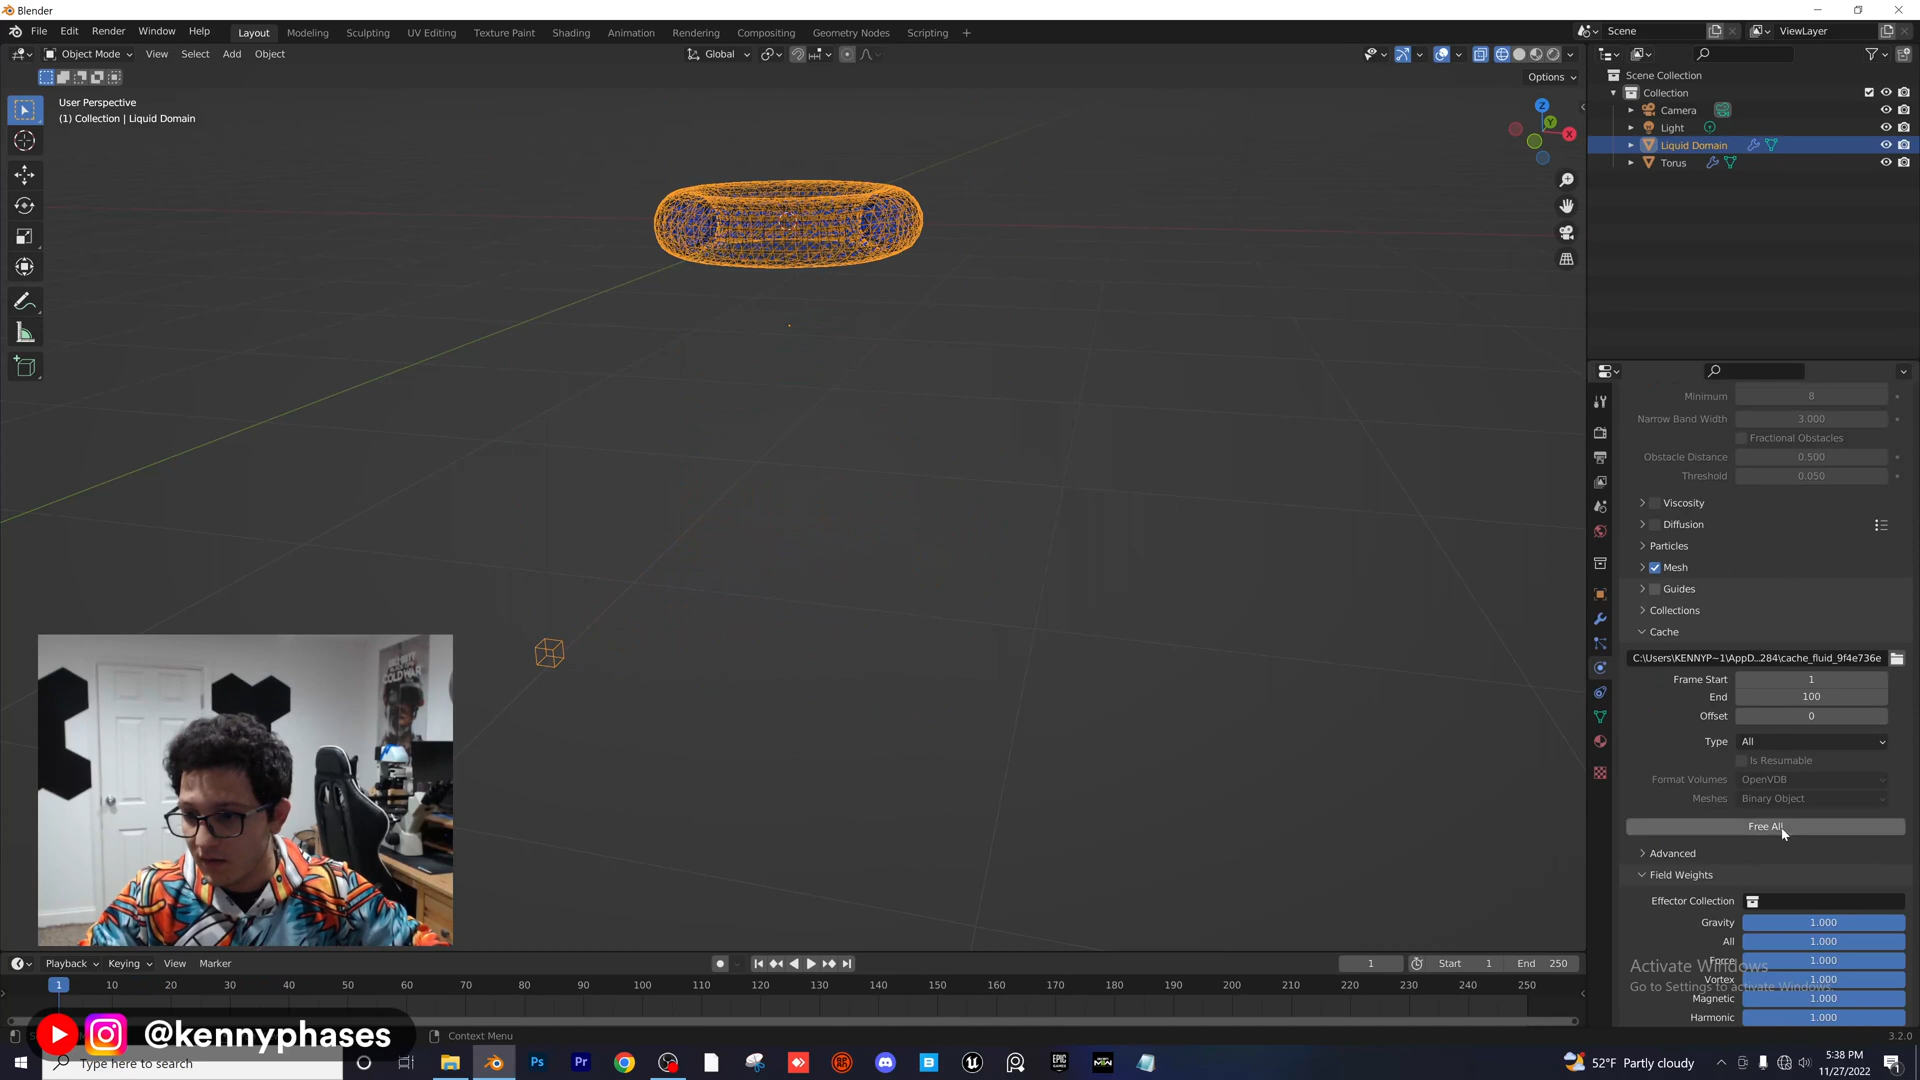 Blender
File Edit Render Window Help
Layout Modeling Sculpting UV Editing Texture Paint Shading Animation Rendering Compositing Geometry Nodes Scripting
Scene ViewLayer
Object Mode View Select Add Object
Global
Options
User Perspective
(1) Collection | Liquid Domain
Z
Y
X
Scene Collection
Collection
Camera
Light
Liquid Domain
Torus
Minimum 8
Narrow Band Width 3.000
Fractional Obstacles
Obstacle Distance 0.500
Threshold 0.050
Viscosity
Diffusion
Particles
Mesh
Guides
Collections
Cache
C:\Users\KENNYP~1\AppD...284\cache_fluid_9f4e736e
Frame Start 1
End 100
Offset 0
Type All
Is Resumable
Format Volumes OpenVDB
Meshes Binary Object
Free All
Advanced
Field Weights
Effector Collection
Gravity 1.000
All 1.000
Force 1.000
Vortex 1.000
Magnetic 1.000
Harmonic 1.000
Activate Windows
Go to Settings to activate Windows.
CALL OF DUTY
COLD WAR
Playback Keying View Marker
1 Start 1 End 250
1 10 20 30 40 50 60 70 80 90 100 110 120 130 140 150 160 170 180 190 200 210 220 230 240 250
@kennyphases
Context Menu
3.2.0
Type here to search
52°F Partly cloudy
5:38 PM
11/27/2022